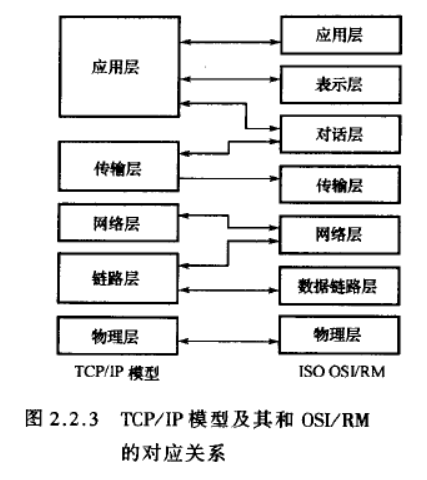 应用层
应用层
表示层
对话层
传输层
传输层
网络层
网络层
链路层
数据链路层
物理层
物理层
TCP/IP 模型
ISO OSI/RM
图 2.2.3 TCP/IP 模型及其和 OSI/RM
的对应关系